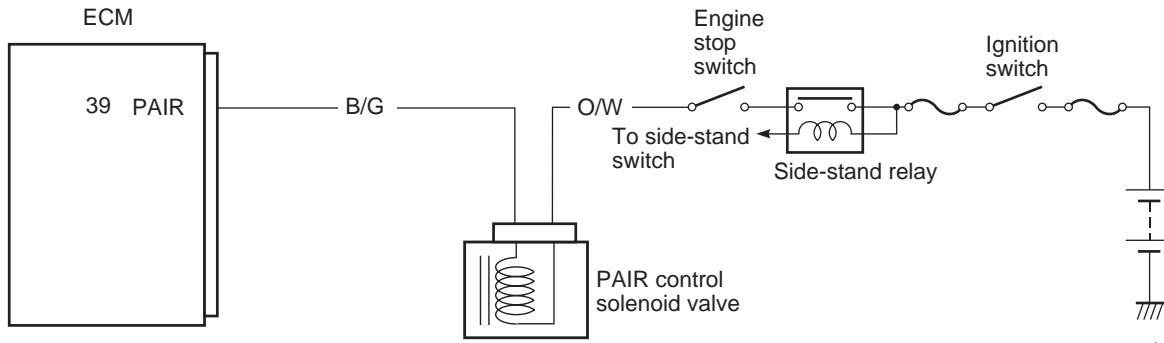 ECM
39 PAIR
B/G
O/W
Engine
stop
switch
Ignition
switch
To side-stand
switch
Side-stand relay
PAIR control
solenoid valve